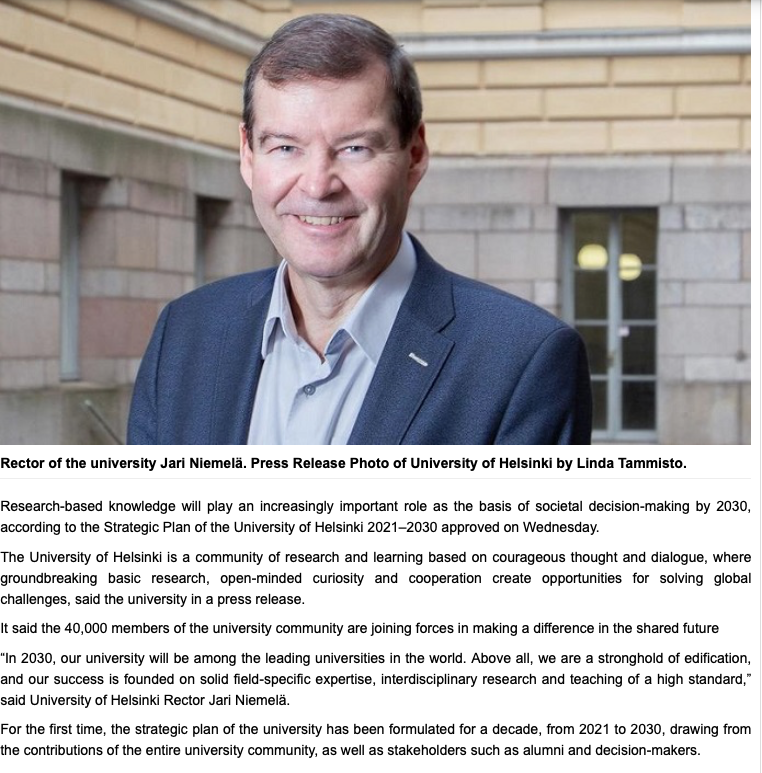 Rector of the university Jari Niemelä. Press Release Photo of University of Helsinki by Linda Tammisto.
Research-based knowledge will play an increasingly important role as the basis of societal decision-making by 2030,
according to the Strategic Plan of the University of Helsinki 2021–2030 approved on Wednesday.
The University of Helsinki is a community of research and learning based on courageous thought and dialogue, where
groundbreaking basic research, open-minded curiosity and cooperation create opportunities for solving global
challenges, said the university in a press release.
It said the 40,000 members of the university community are joining forces in making a difference in the shared future
“In 2030, our university will be among the leading universities in the world. Above all, we are a stronghold of edification,
and our success is founded on solid field-specific expertise, interdisciplinary research and teaching of a high standard,”
said University of Helsinki Rector Jari Niemelä.
For the first time, the strategic plan of the university has been formulated for a decade, from 2021 to 2030, drawing from
the contributions of the entire university community, as well as stakeholders such as alumni and decision-makers.